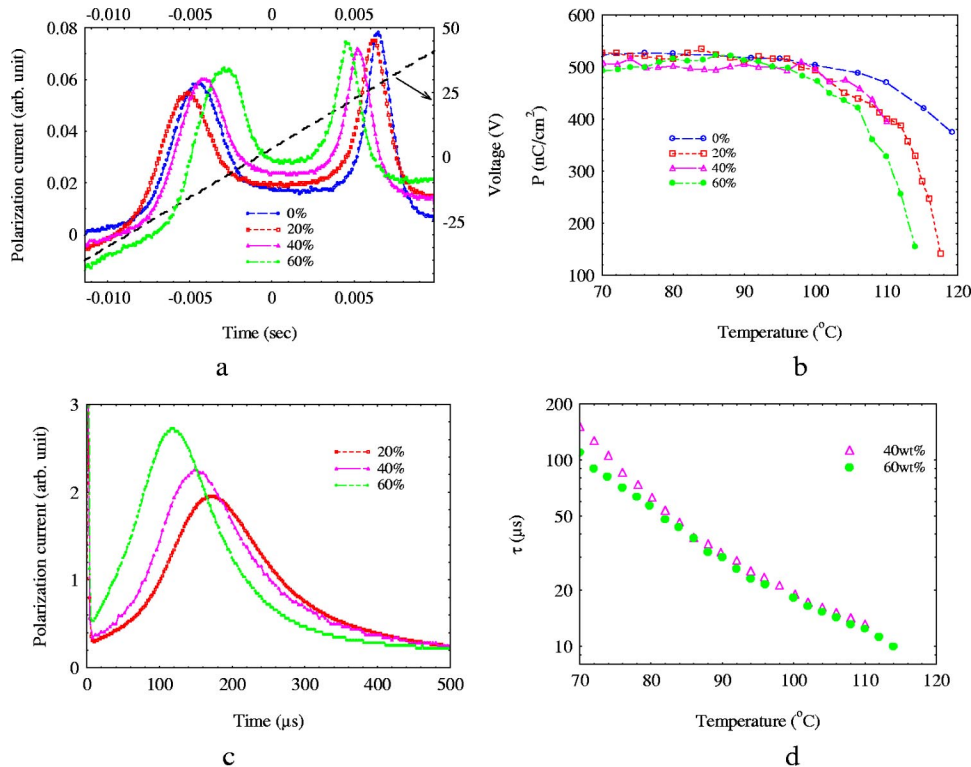 a
-0.010 -0.005 0 0.005
0.08
0.06
0.04
0.02
0
50
25
0
-25
Polarization current (arb. unit)
Voltage (V)
0%
20%
40%
60%
-0.010 -0.005 0 0.005
Time (sec)
a
b
600
500
400
300
200
100
P (nC/cm²)
0%
20%
40%
60%
70 80 90 100 110 120
Temperature (°C)
b
c
3
2
1
0
Polarization current (arb. unit)
20%
40%
60%
0 100 200 300 400 500
Time (µs)
c
d
200
100
50
20
10
τ (µs)
40wt%
60wt%
70 80 90 100 110 120
Temperature (°C)
d